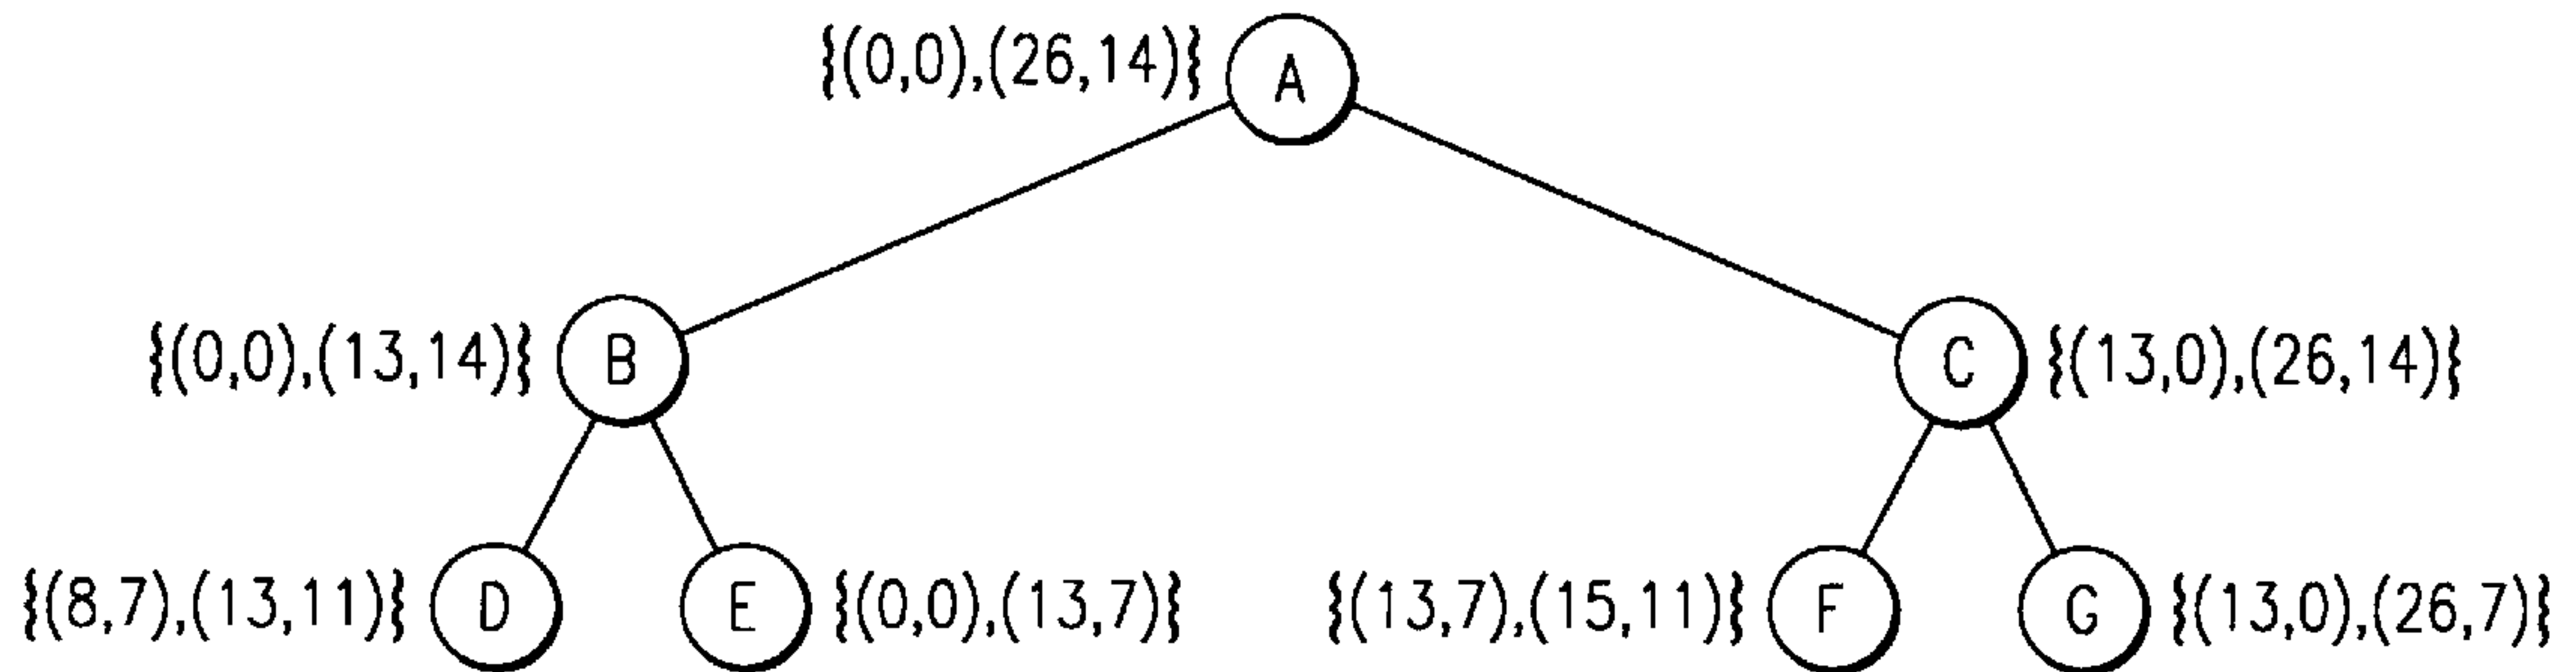 {(0,0),(26,14)} A
{(0,0),(13,14)} B C {(13,0),(26,14)}
{(8,7),(13,11)} D E {(0,0),(13,7)} {(13,7),(15,11)} F G {(13,0),(26,7)}